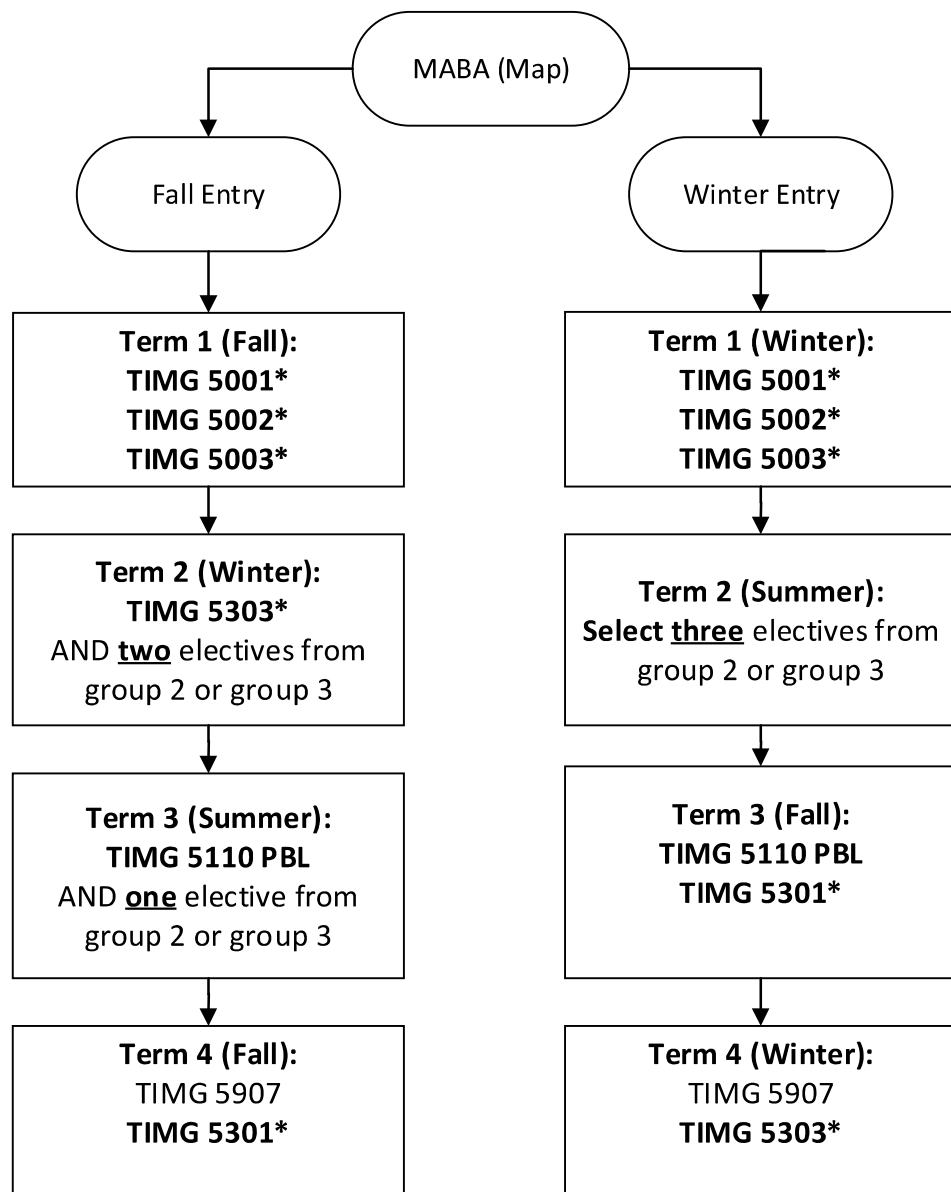 MABA (Map)
Fall Entry
Winter Entry
Term 1 (Fall):
TIMG 5001*
TIMG 5002*
TIMG 5003*
Term 1 (Winter):
TIMG 5001*
TIMG 5002*
TIMG 5003*
Term 2 (Winter):
TIMG 5303*
AND two electives from
group 2 or group 3
Term 2 (Summer):
Select three electives from
group 2 or group 3
Term 3 (Summer):
TIMG 5110 PBL
AND one elective from
group 2 or group 3
Term 3 (Fall):
TIMG 5110 PBL
TIMG 5301*
Term 4 (Fall):
TIMG 5907
TIMG 5301*
Term 4 (Winter):
TIMG 5907
TIMG 5303*